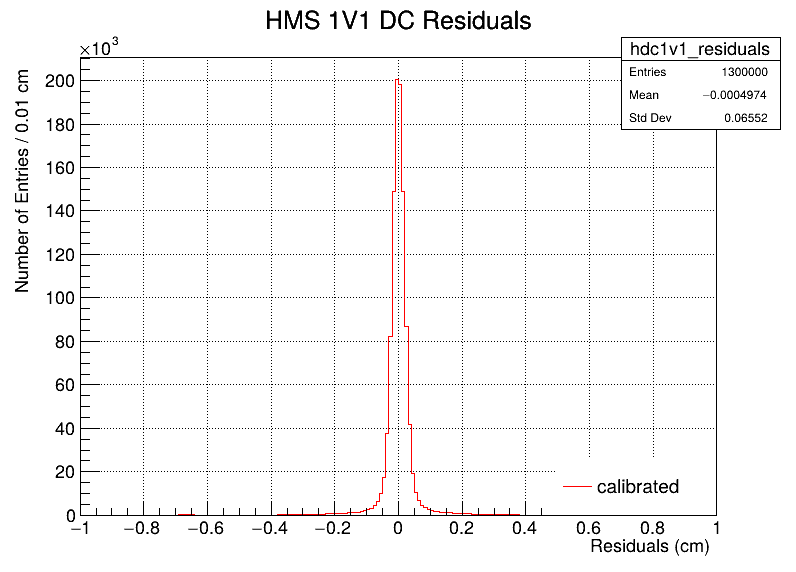 HMS 1V1 DC Residuals
hdc1v1_residuals
Entries 1300000
Mean −0.0004974
Std Dev 0.06552
×10³
Number of Entries / 0.01 cm
200
180
160
140
120
100
80
60
40
20
0
calibrated
−1 −0.8 −0.6 −0.4 −0.2 0 0.2 0.4 0.6 0.8 1
Residuals (cm)